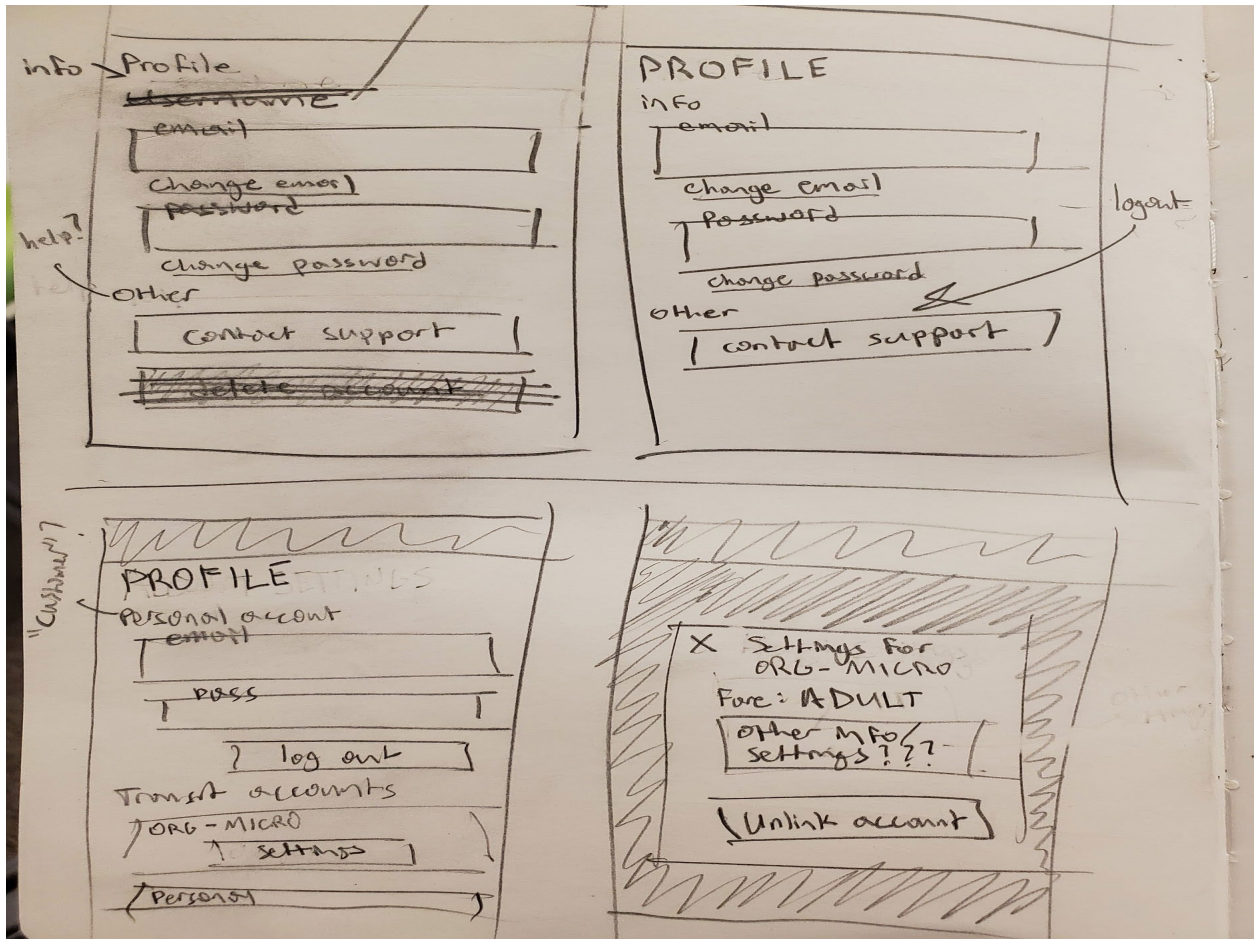 info
Profile
Username
email
change email
password
change password
help?
Other
contact support
delete account
PROFILE
info
email
change email
Password
change password
logout
Other
contact support
"Customer"?
PROFILE
Personal account
email
pass
log out
Transit accounts
ORG-MICRO
settings
Personal
X Settings for
ORG-MICRO
Fare: ADULT
other info/
settings???
Unlink account